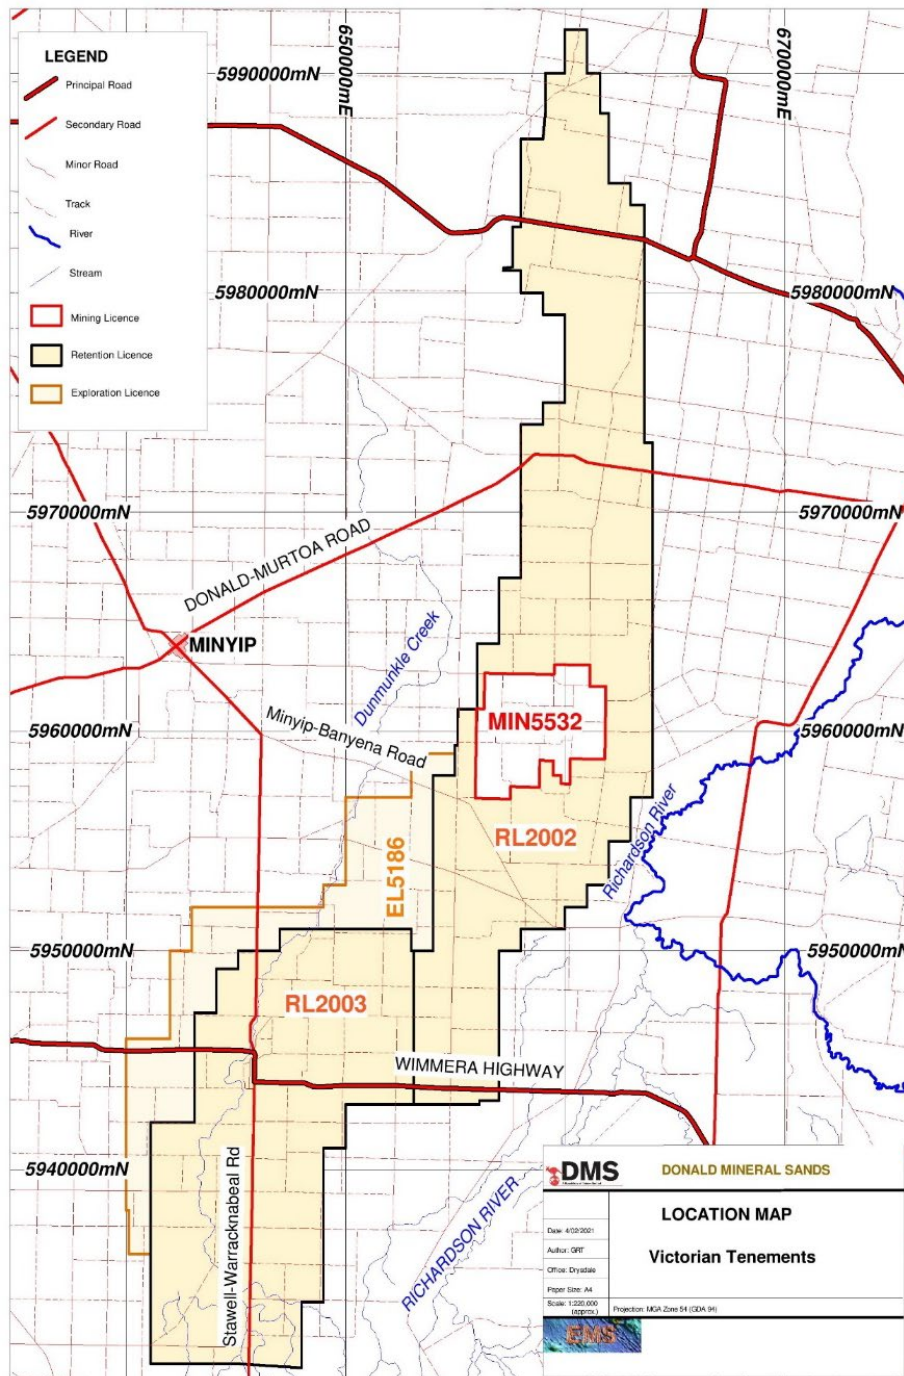 LEGEND
Principal Road
Secondary Road
Minor Road
Track
River
Stream
Mining Licence
Retention Licence
Exploration Licence
650000mE
670000mE
5990000mN
5980000mN
5980000mN
5970000mN
5970000mN
DONALD-MURTOA ROAD
MINYIP
Dunmunkle Creek
Minyip-Banyena Road
MIN5532
5960000mN
5960000mN
RL2002
EL5186
Richardson River
5950000mN
5950000mN
RL2003
WIMMERA HIGHWAY
5940000mN
Stawell-Warracknabeal Rd
RICHARDSON RIVER
DMS
DONALD MINERAL SANDS
LOCATION MAP
Victorian Tenements
Date: 4/02/2021
Author: GRT
Office: Drysdale
Paper Size: A4
Scale: 1:220,000
(approx.)
Projection: MGA Zone 54 (GDA 94)
EMS